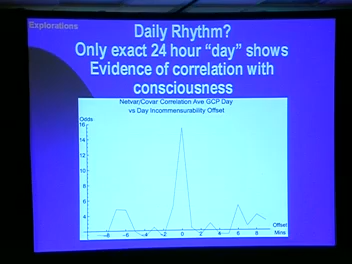 Explorations
Daily Rhythm?
Only exact 24 hour “day” shows
Evidence of correlation with
consciousness
Netvar/Covar Correlation Ave GCP Day
vs Day Incommensurability Offset
Odds
16
14
12
10
8
6
4
-8 -6 -4 -2 0 2 4 6 8
Offset
Mins